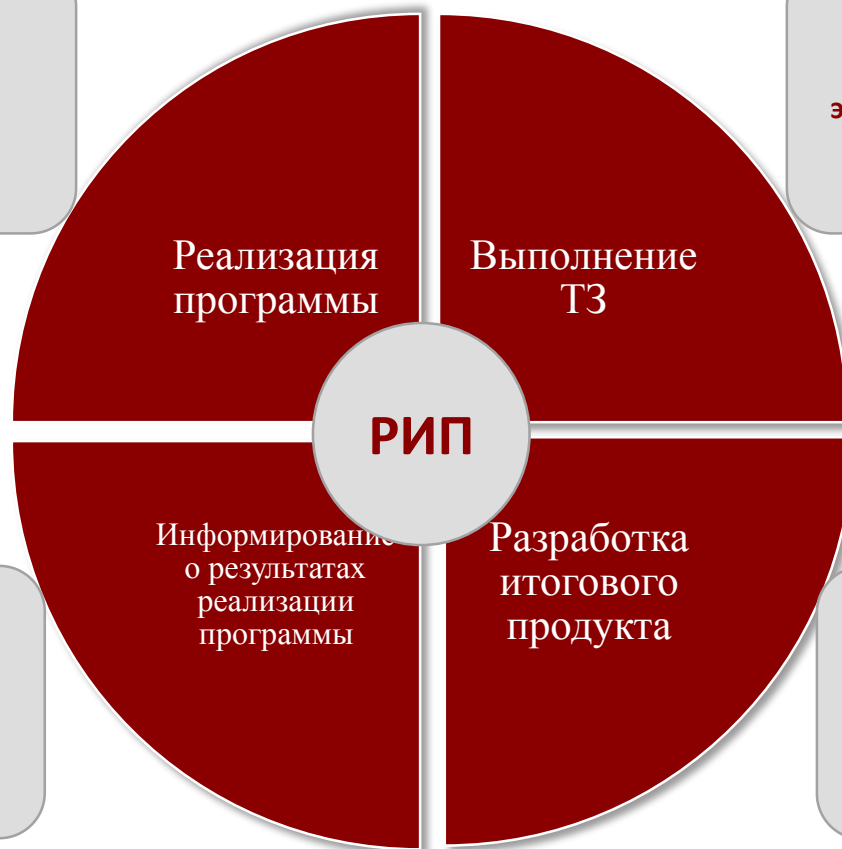 э
Реализация
программы
Выполнение
ТЗ
РИП
Информирование
о результатах
реализации
программы
Разработка
итогового
продукта